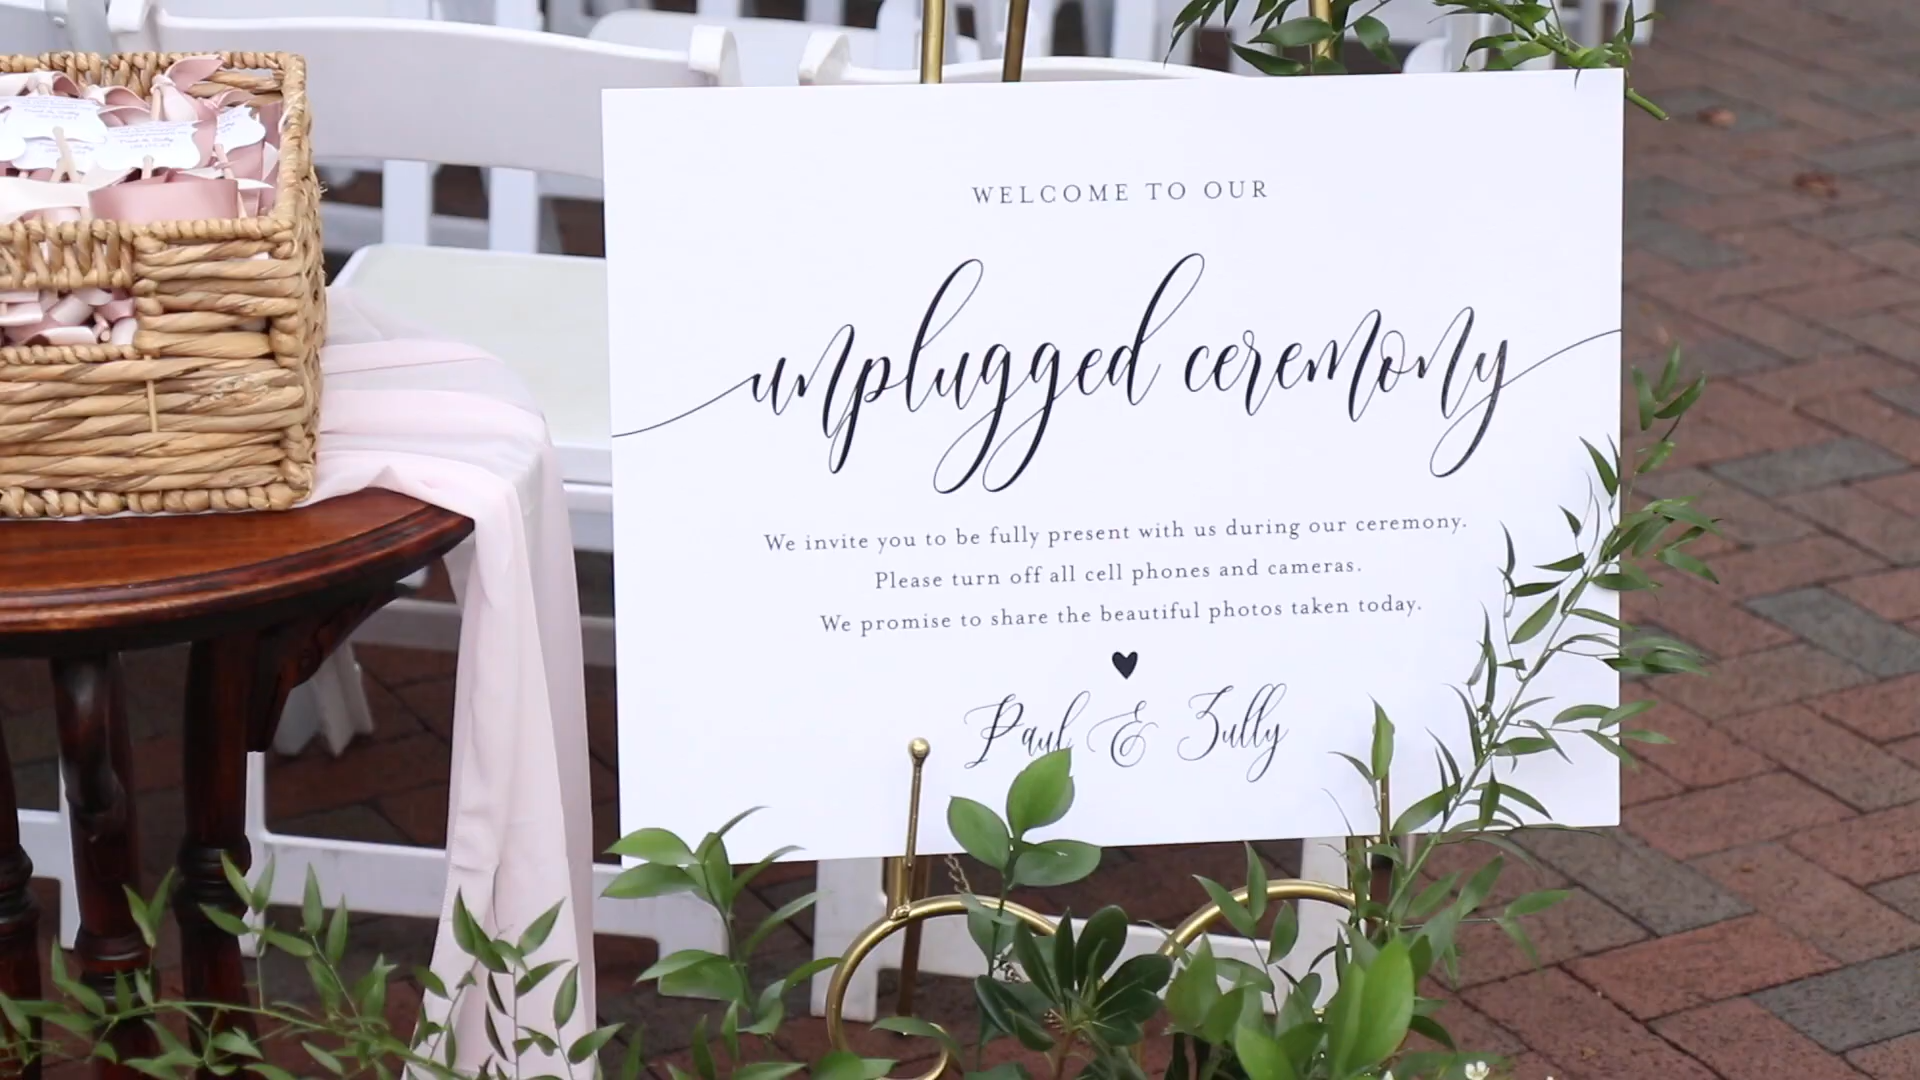 WELCOME TO OUR
unplugged ceremony
We invite you to be fully present with us during our ceremony.
Please turn off all cell phones and cameras.
We promise to share the beautiful photos taken today.
Paul & Zully